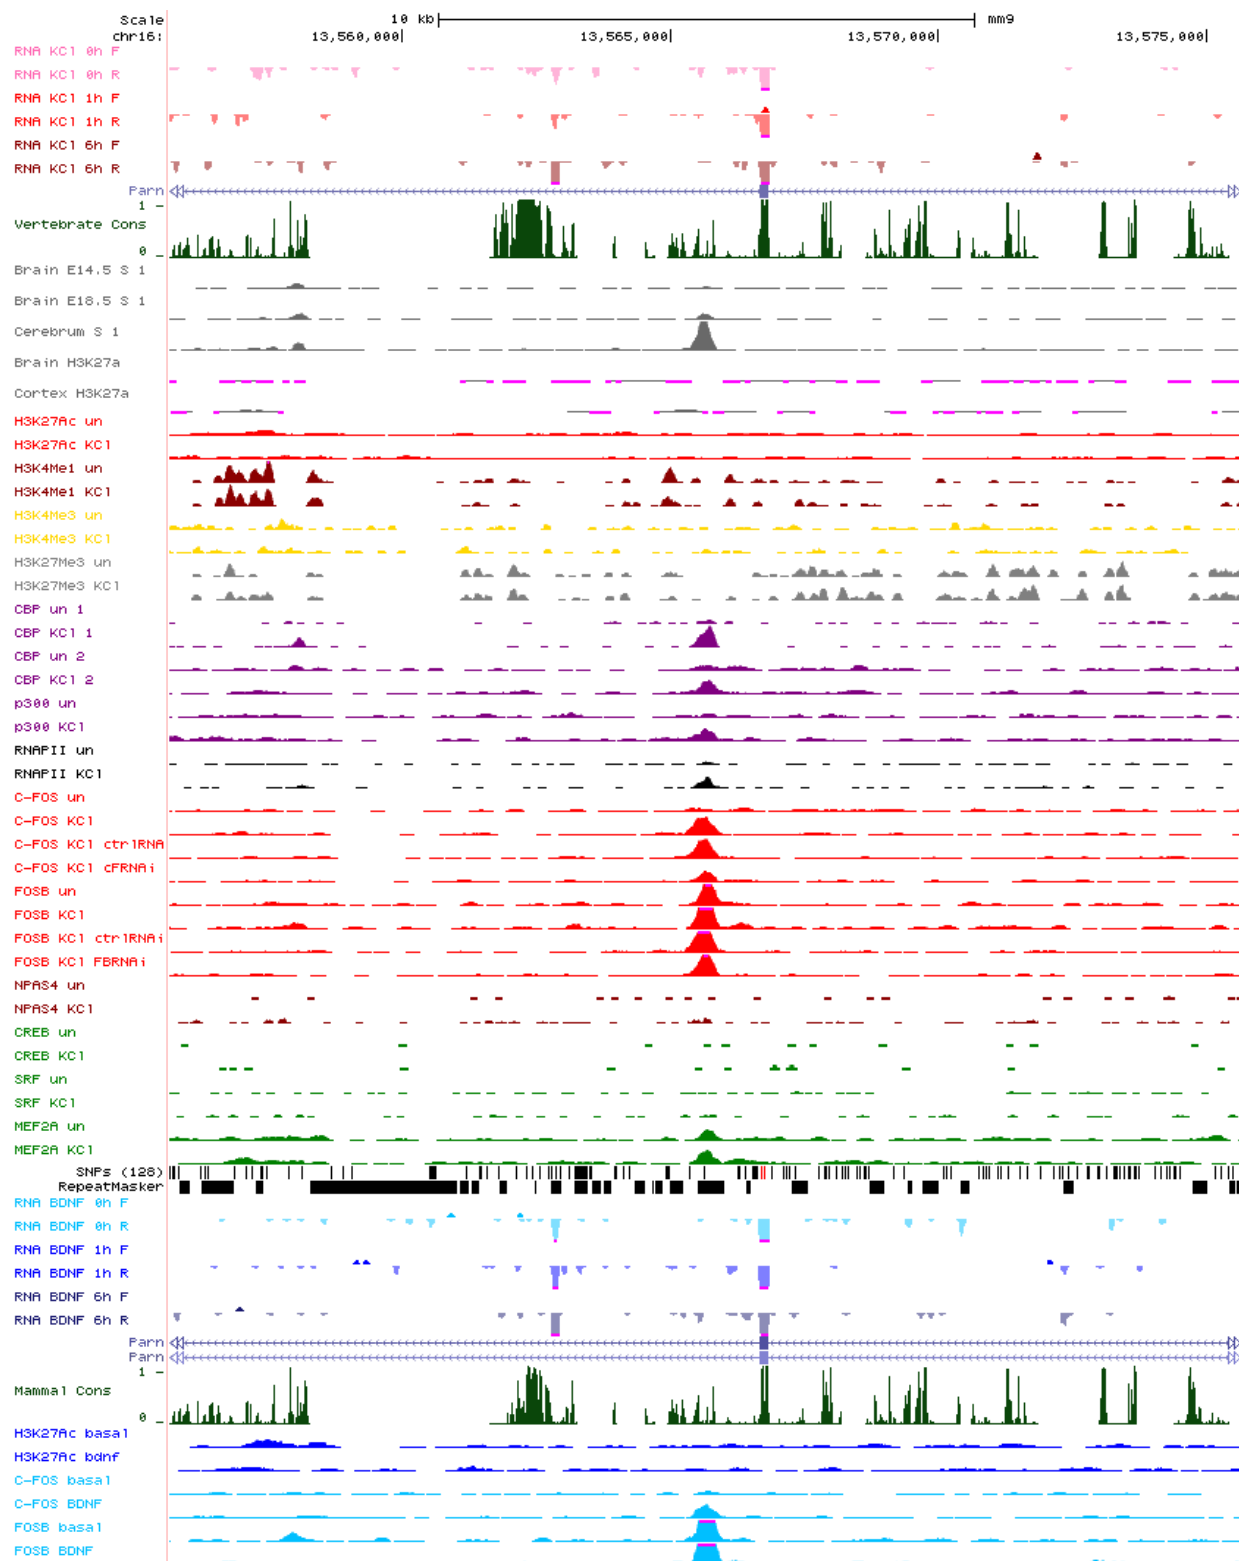 Scale 10 kb mm9
chr16: 13,560,000 13,565,000 13,570,000 13,575,000
RNA KCl 0h F
RNA KCl 0h R
RNA KCl 1h F
RNA KCl 1h R
RNA KCl 6h F
RNA KCl 6h R
Parn
1
Vertebrate Cons
0
Brain E14.5 S 1
Brain E18.5 S 1
Cerebrum S 1
Brain H3K27a
Cortex H3K27a
H3K27Ac un
H3K27Ac KCl
H3K4Me1 un
H3K4Me1 KCl
H3K4Me3 un
H3K4Me3 KCl
H3K27Me3 un
H3K27Me3 KCl
CBP un 1
CBP KCl 1
CBP un 2
CBP KCl 2
p300 un
p300 KCl
RNAPII un
RNAPII KCl
C-FOS un
C-FOS KCl
C-FOS KCl ctrlRNA
C-FOS KCl cFRNAi
FOSB un
FOSB KCl
FOSB KCl ctrlRNAi
FOSB KCl FBRNAi
NPAS4 un
NPAS4 KCl
CREB un
CREB KCl
SRF un
SRF KCl
MEF2A un
MEF2A KCl
SNPs (128)
RepeatMasker
RNA BDNF 0h F
RNA BDNF 0h R
RNA BDNF 1h F
RNA BDNF 1h R
RNA BDNF 6h F
RNA BDNF 6h R
Parn
Parn
1
Mammal Cons
0
H3K27Ac basal
H3K27Ac bdnf
C-FOS basal
C-FOS BDNF
FOSB basal
FOSB BDNF